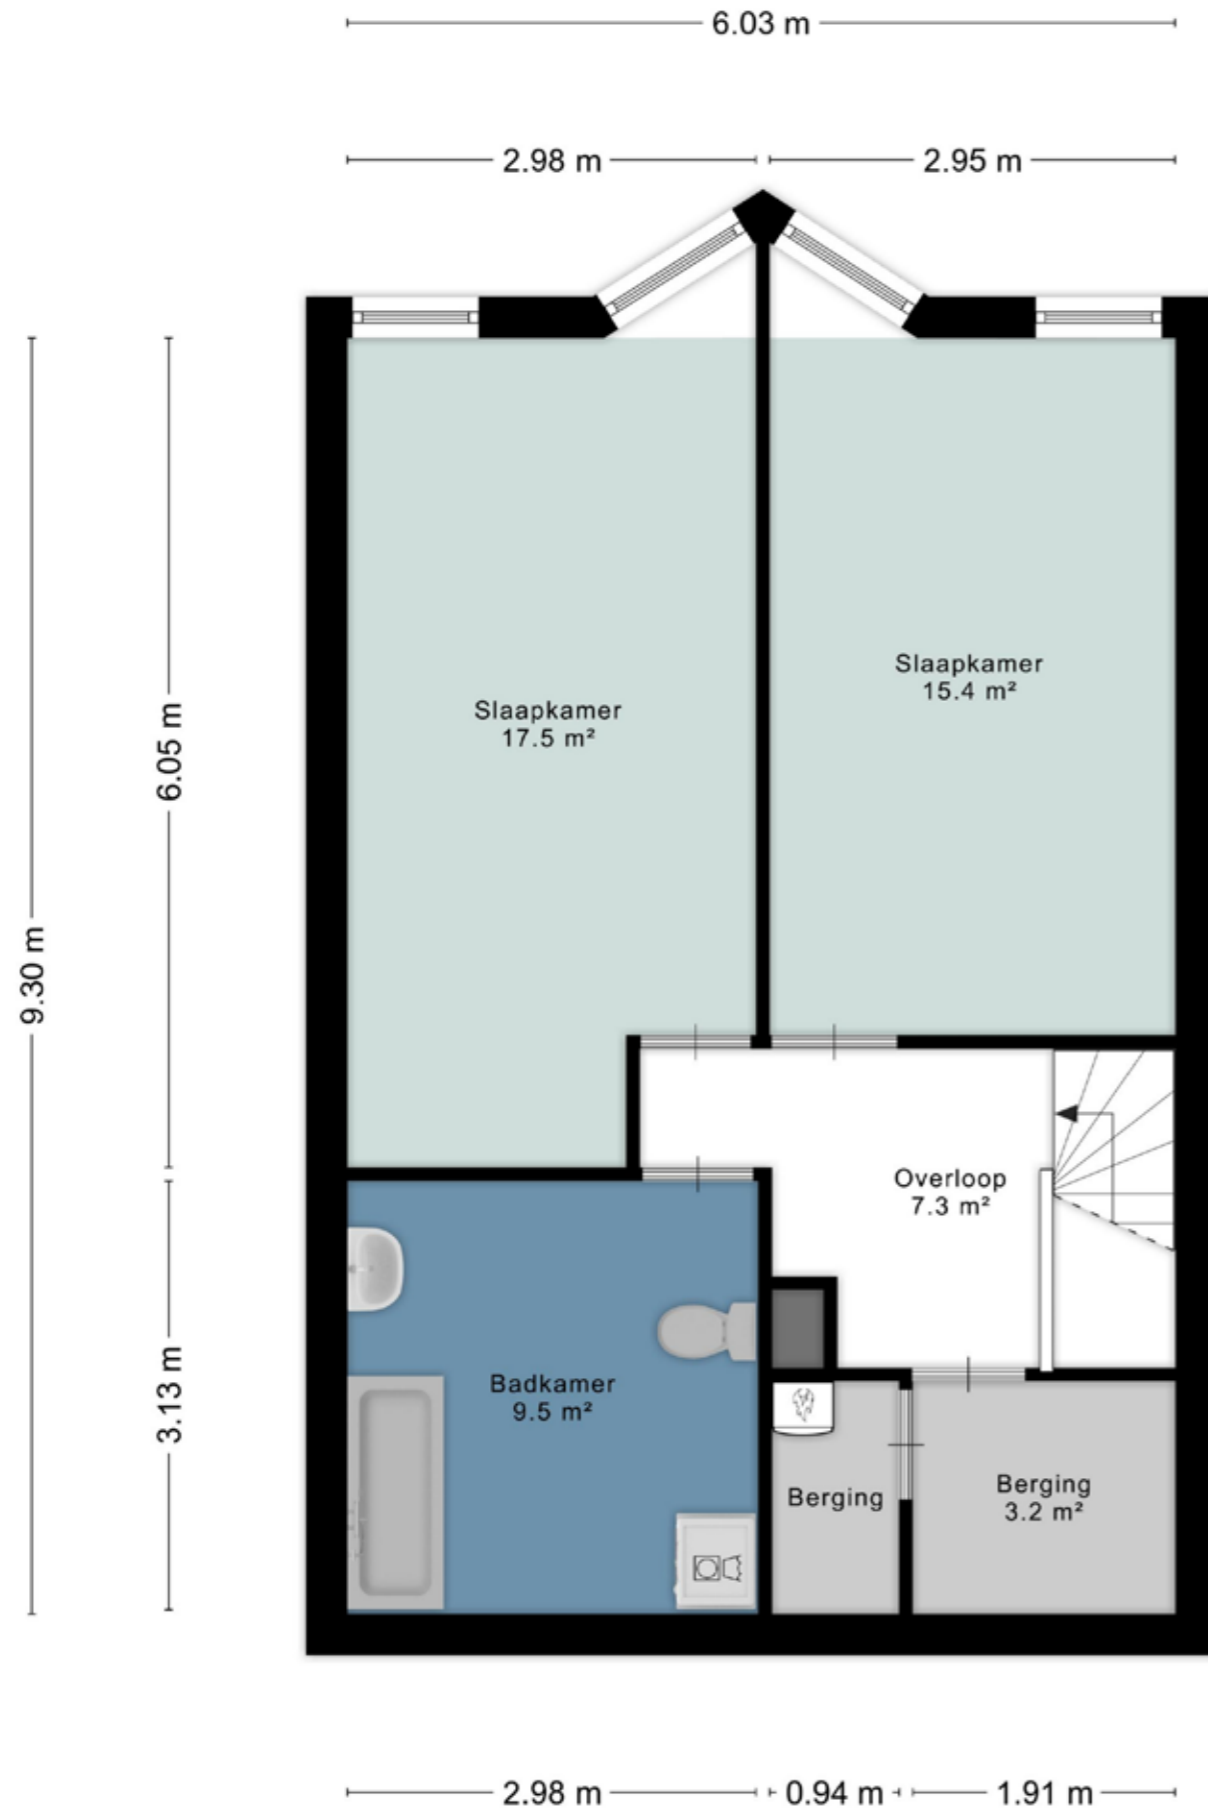 6.03 m
2.98 m
2.95 m
9.30 m
6.05 m
3.13 m
Slaapkamer
17.5 m²
Slaapkamer
15.4 m²
Overloop
7.3 m²
Badkamer
9.5 m²
Berging
Berging
3.2 m²
2.98 m
0.94 m
1.91 m